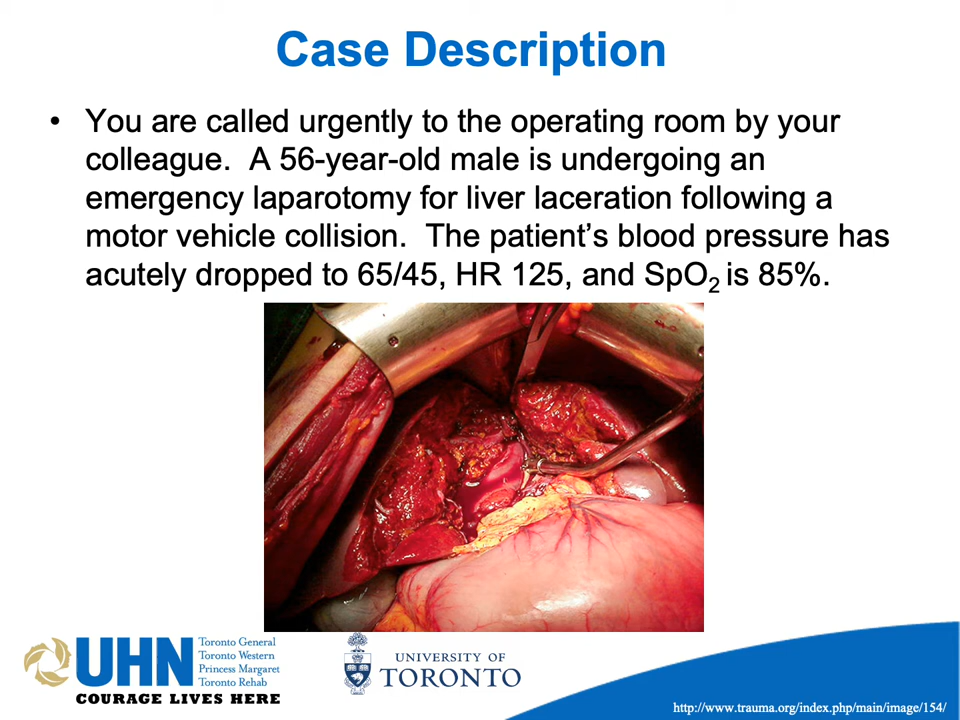 Case Description
• You are called urgently to the operating room by your
colleague.  A 56-year-old male is undergoing an
emergency laparotomy for liver laceration following a
motor vehicle collision.  The patient’s blood pressure has
acutely dropped to 65/45, HR 125, and SpO₂ is 85%.
UHN
Toronto General
Toronto Western
Princess Margaret
Toronto Rehab
COURAGE LIVES HERE
UNIVERSITY OF
TORONTO
http://www.trauma.org/index.php/main/image/154/